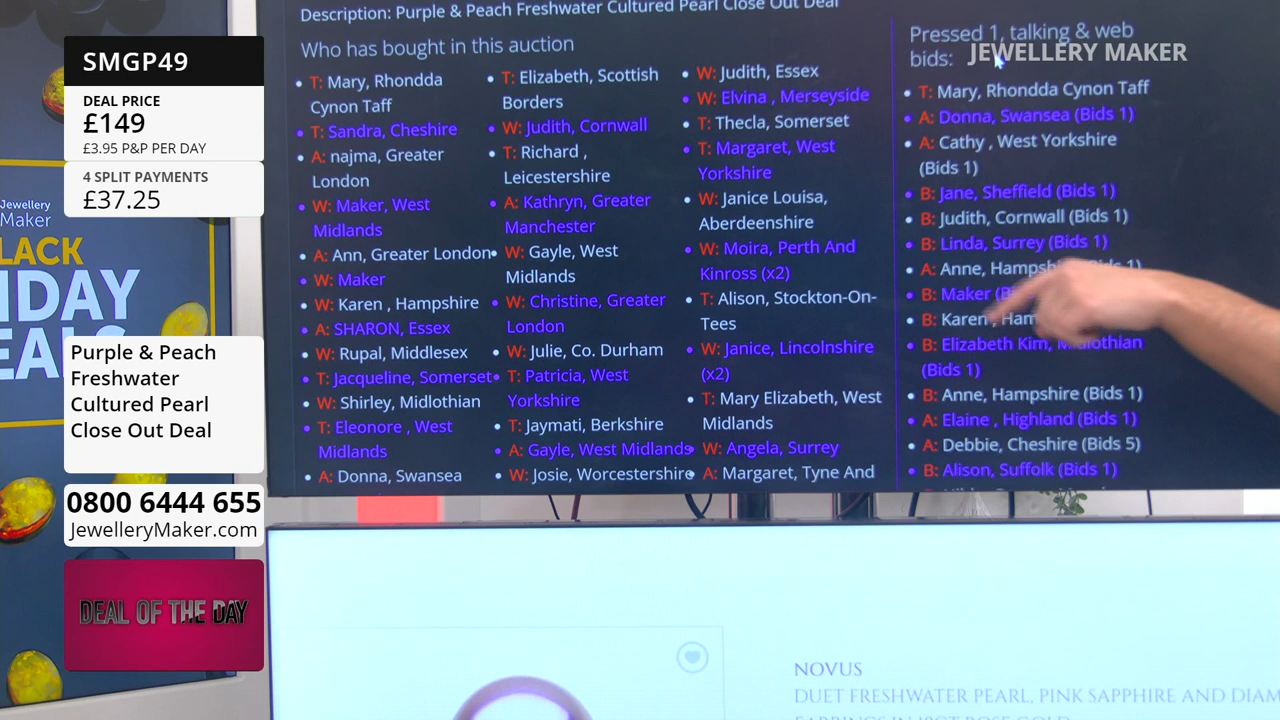 SMGP49
DEAL PRICE
£149
£3.95 P&P PER DAY
4 SPLIT PAYMENTS
£37.25
Jewellery
Maker
LACK
IDAY
EA
Purple & Peach
Freshwater
Cultured Pearl
Close Out Deal
0800 6444 655
JewelleryMaker.com
DEAL OF THE DAY
JEWELLERY MAKER
Description: Purple & Peach Freshwater Cultured Pearl Close Out Deal
Who has bought in this auction
T: Mary, Rhondda
Cynon Taff
T: Sandra, Cheshire
A: najma, Greater
London
W: Maker, West
Midlands
A: Ann, Greater London
W: Maker
W: Karen , Hampshire
A: SHARON, Essex
W: Rupal, Middlesex
T: Jacqueline, Somerset
W: Shirley, Midlothian
T: Eleonore , West
Midlands
A: Donna, Swansea
T: Elizabeth, Scottish
Borders
W: Judith, Cornwall
T: Richard ,
Leicestershire
A: Kathryn, Greater
Manchester
W: Gayle, West
Midlands
W: Christine, Greater
London
W: Julie, Co. Durham
T: Patricia, West
Yorkshire
T: Jaymati, Berkshire
A: Gayle, West Midlands
W: Josie, Worcestershire
W: Judith, Essex
W: Elvina , Merseyside
T: Thecla, Somerset
T: Margaret, West
Yorkshire
W: Janice Louisa,
Aberdeenshire
W: Moira, Perth And
Kinross (x2)
T: Alison, Stockton-On-
Tees
W: Janice, Lincolnshire
(x2)
T: Mary Elizabeth, West
Midlands
W: Angela, Surrey
A: Margaret, Tyne And
Pressed 1, talking & web
bids:
T: Mary, Rhondda Cynon Taff
A: Donna, Swansea (Bids 1)
A: Cathy , West Yorkshire
(Bids 1)
B: Jane, Sheffield (Bids 1)
B: Judith, Cornwall (Bids 1)
B: Linda, Surrey (Bids 1)
A: Anne, Hampshire (Bids 1)
B: Maker
B: Karen , Ham
B: Elizabeth Kim, Midlothian
(Bids 1)
B: Anne, Hampshire (Bids 1)
A: Elaine , Highland (Bids 1)
A: Debbie, Cheshire (Bids 5)
B: Alison, Suffolk (Bids 1)
NOVUS
DUET FRESHWATER PEARL, PINK SAPPHIRE AND DIAM
EARRINGS IN 18CT ROSE GOLD